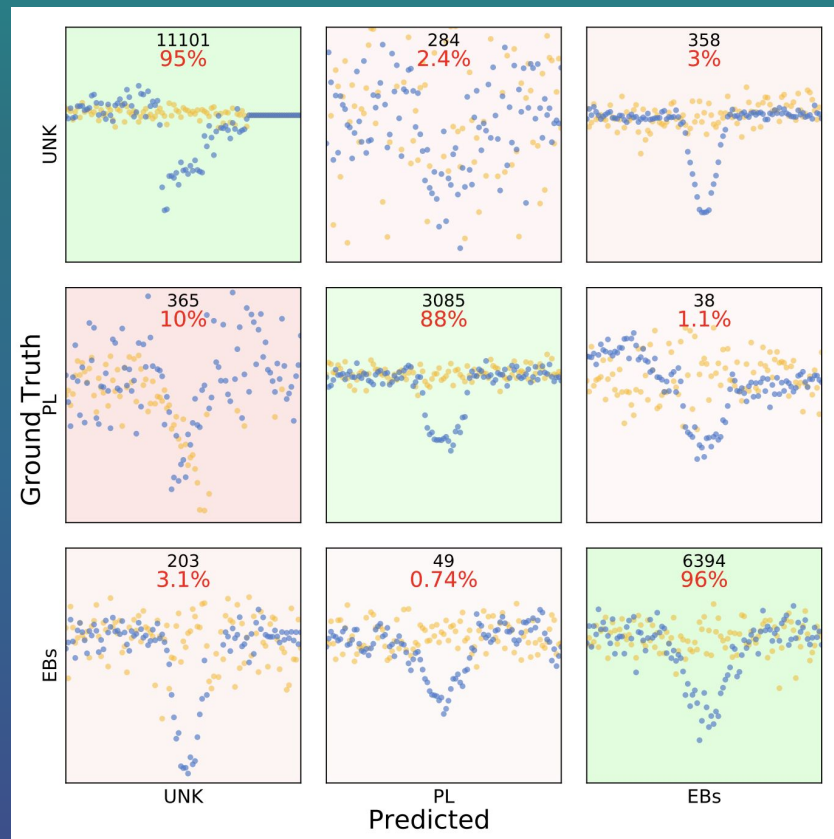 11101
95%
284
2.4%
358
3%
UNK
365
10%
3085
88%
38
1.1%
PL
Ground Truth
203
3.1%
49
0.74%
6394
96%
EBs
UNK
PL
EBs
Predicted